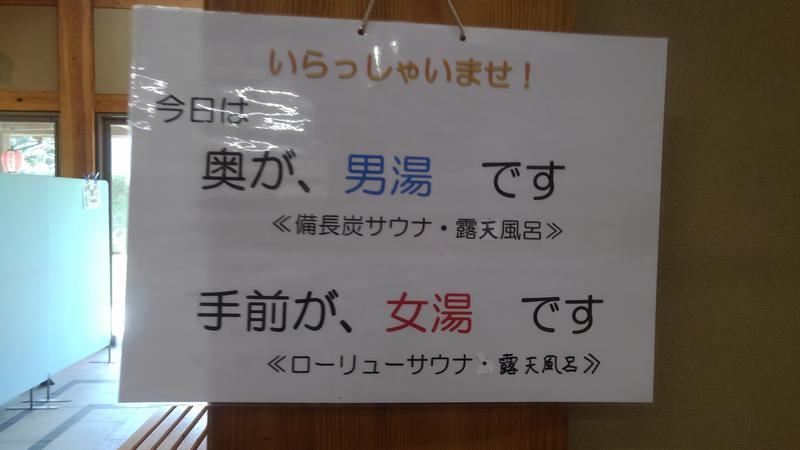 いらっしゃいませ！
今日は
奥が、男湯 です
≪備長炭サウナ・露天風呂≫
手前が、女湯 です
≪ローリューサウナ・露天風呂≫